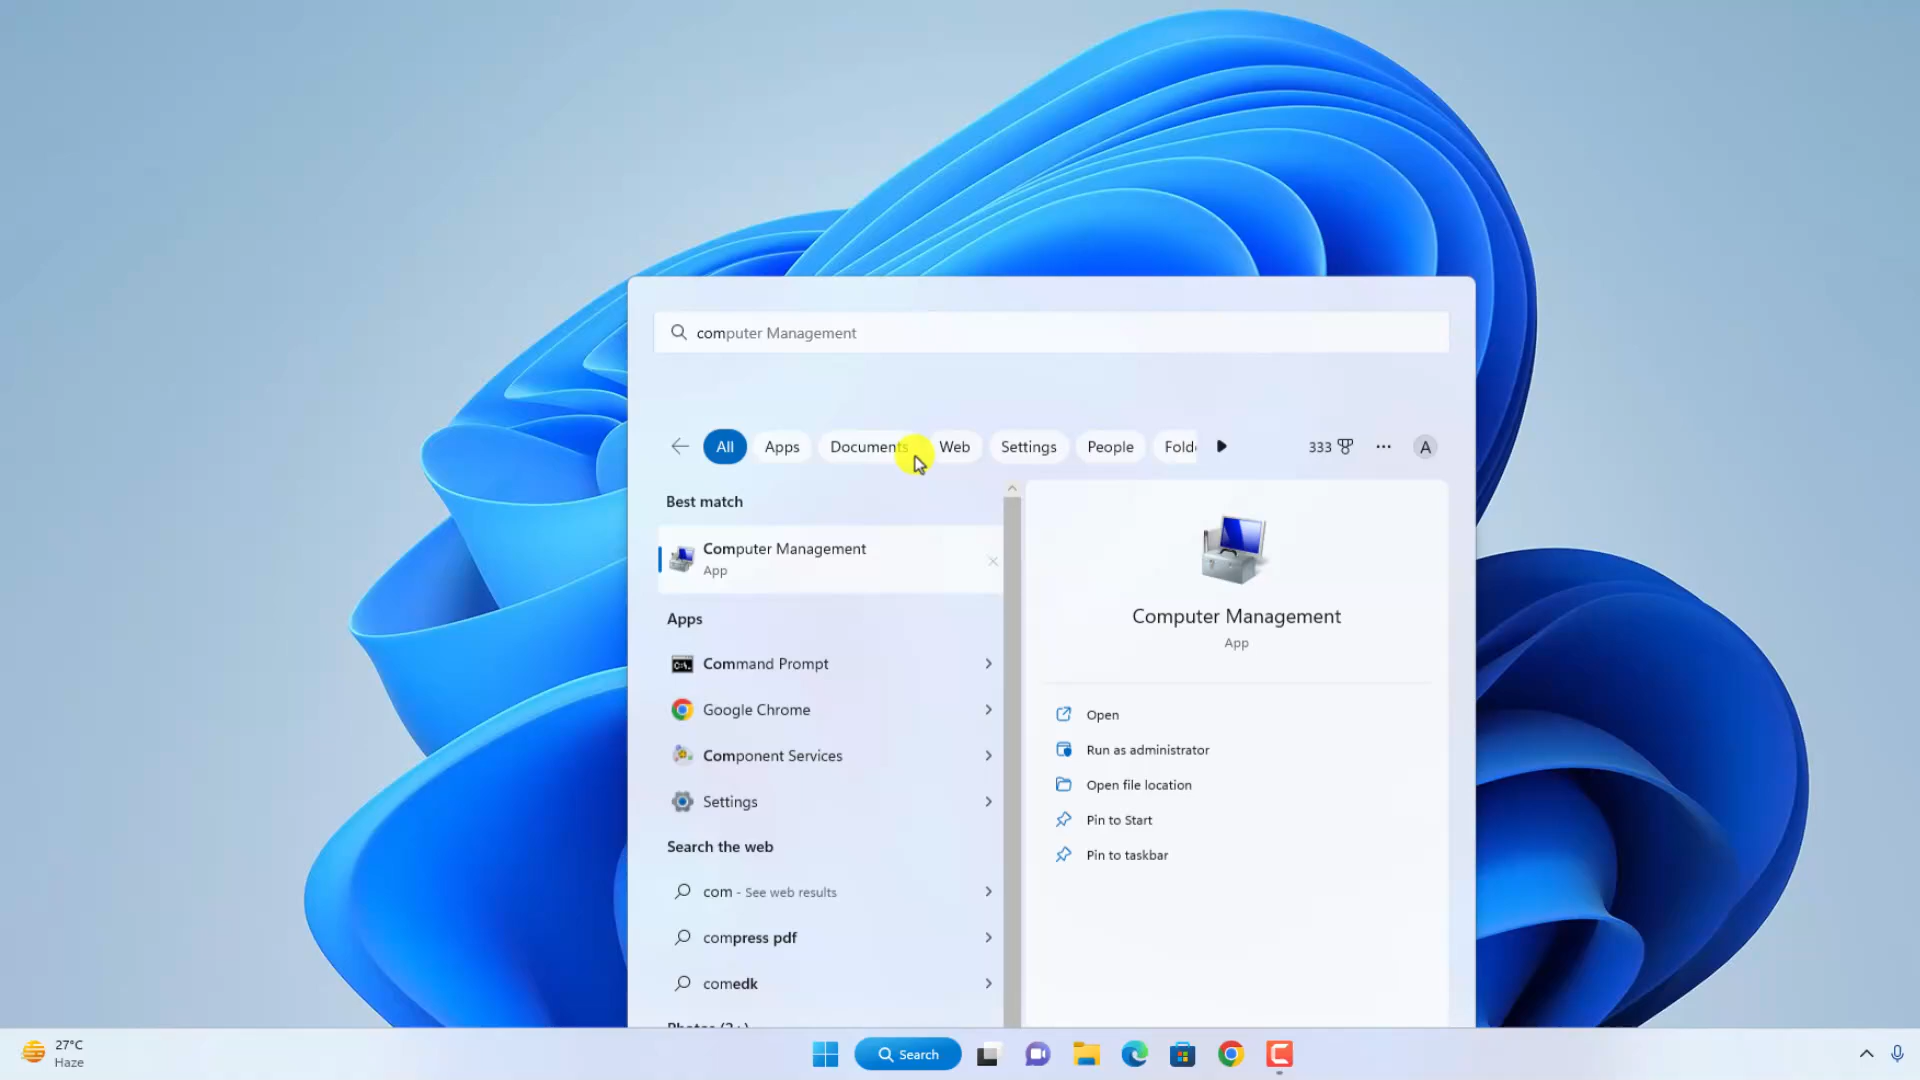 computer Management
All Apps Documents Web Settings People Fold 333 A
Best match
Computer Management
App
Apps
Command Prompt
Google Chrome
Component Services
Settings
Search the web
com - See web results
compress pdf
comedk
Computer Management
App
Open
Run as administrator
Open file location
Pin to Start
Pin to taskbar
27°C
Haze
Search